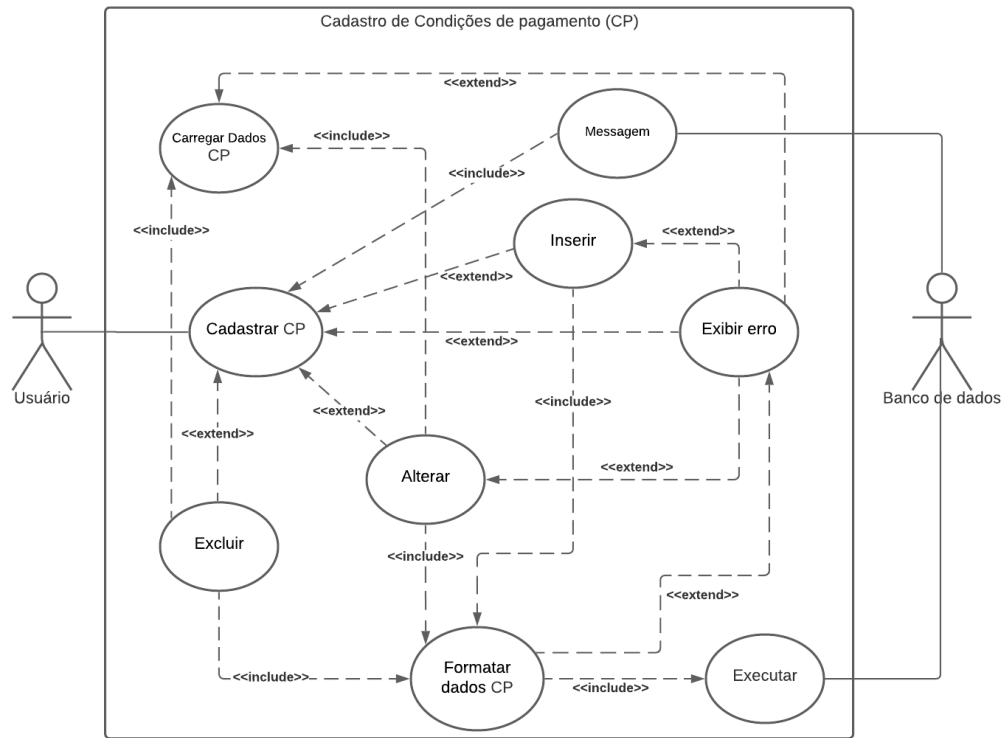 Cadastro de Condições de pagamento (CP)
<<extend>>
Carregar Dados
CP
<<include>>
Messagem
<<include>>
<<include>>
Inserir
<<extend>>
<<extend>>
Cadastrar CP
<<extend>>
Exibir erro
Usuário
Banco de dados
<<extend>>
<<include>>
<<extend>>
Alterar
<<extend>>
Excluir
<<include>>
<<extend>>
Formatar
dados CP
<<include>>
<<include>>
Executar